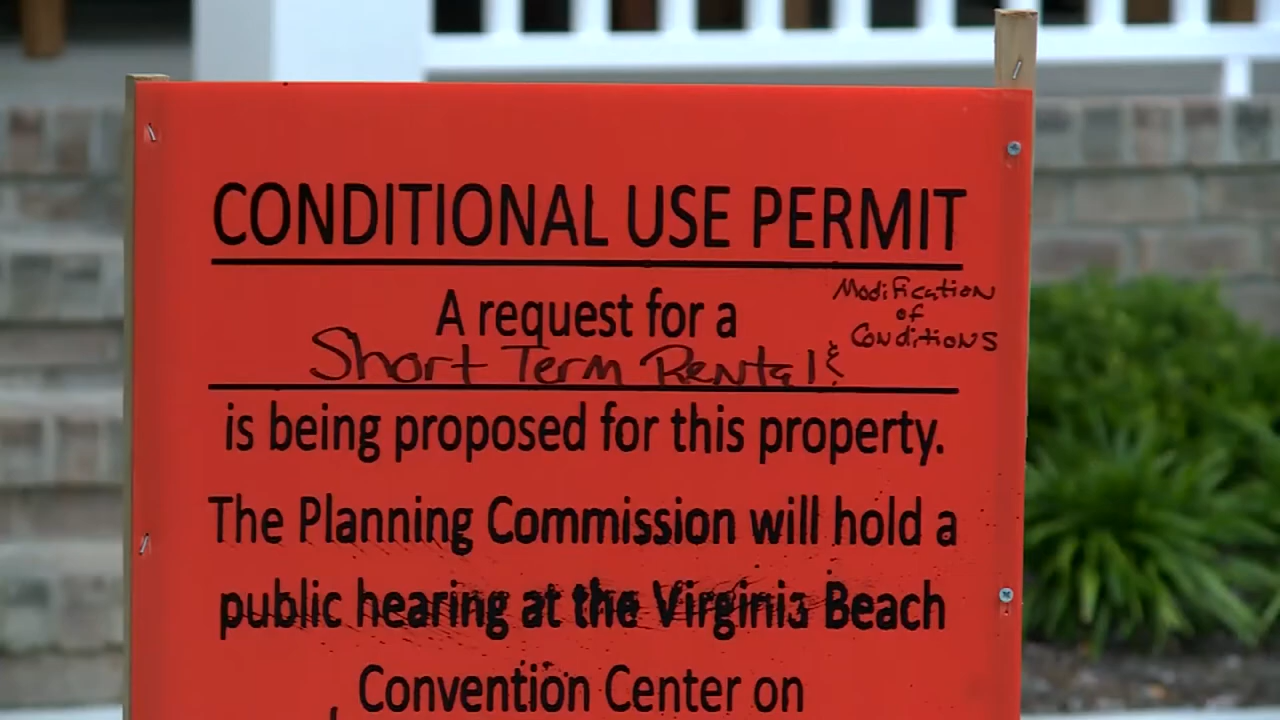 CONDITIONAL USE PERMIT
A request for a
Short Term Rental &
Modification
of
Conditions
is being proposed for this property.
The Planning Commission will hold a
public hearing at the Virginia Beach
Convention Center on